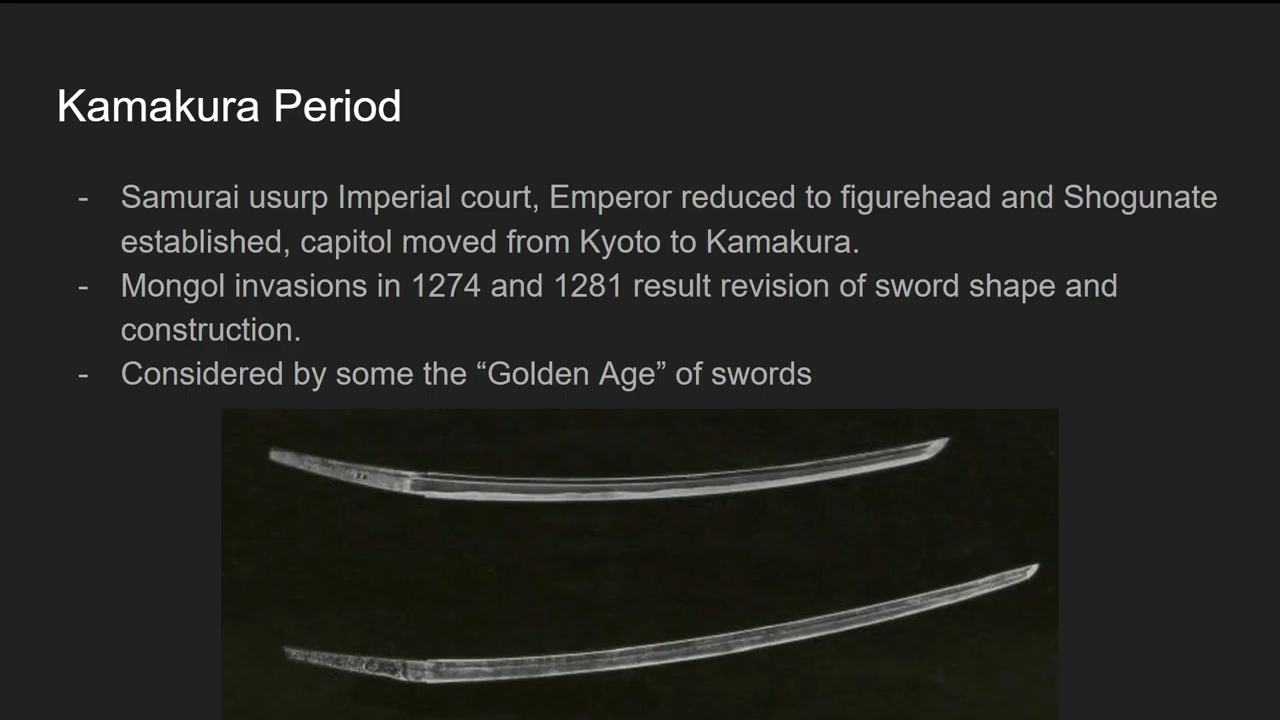 Kamakura Period
- Samurai usurp Imperial court, Emperor reduced to figurehead and Shogunate
established, capitol moved from Kyoto to Kamakura.
- Mongol invasions in 1274 and 1281 result revision of sword shape and
construction.
- Considered by some the “Golden Age” of swords